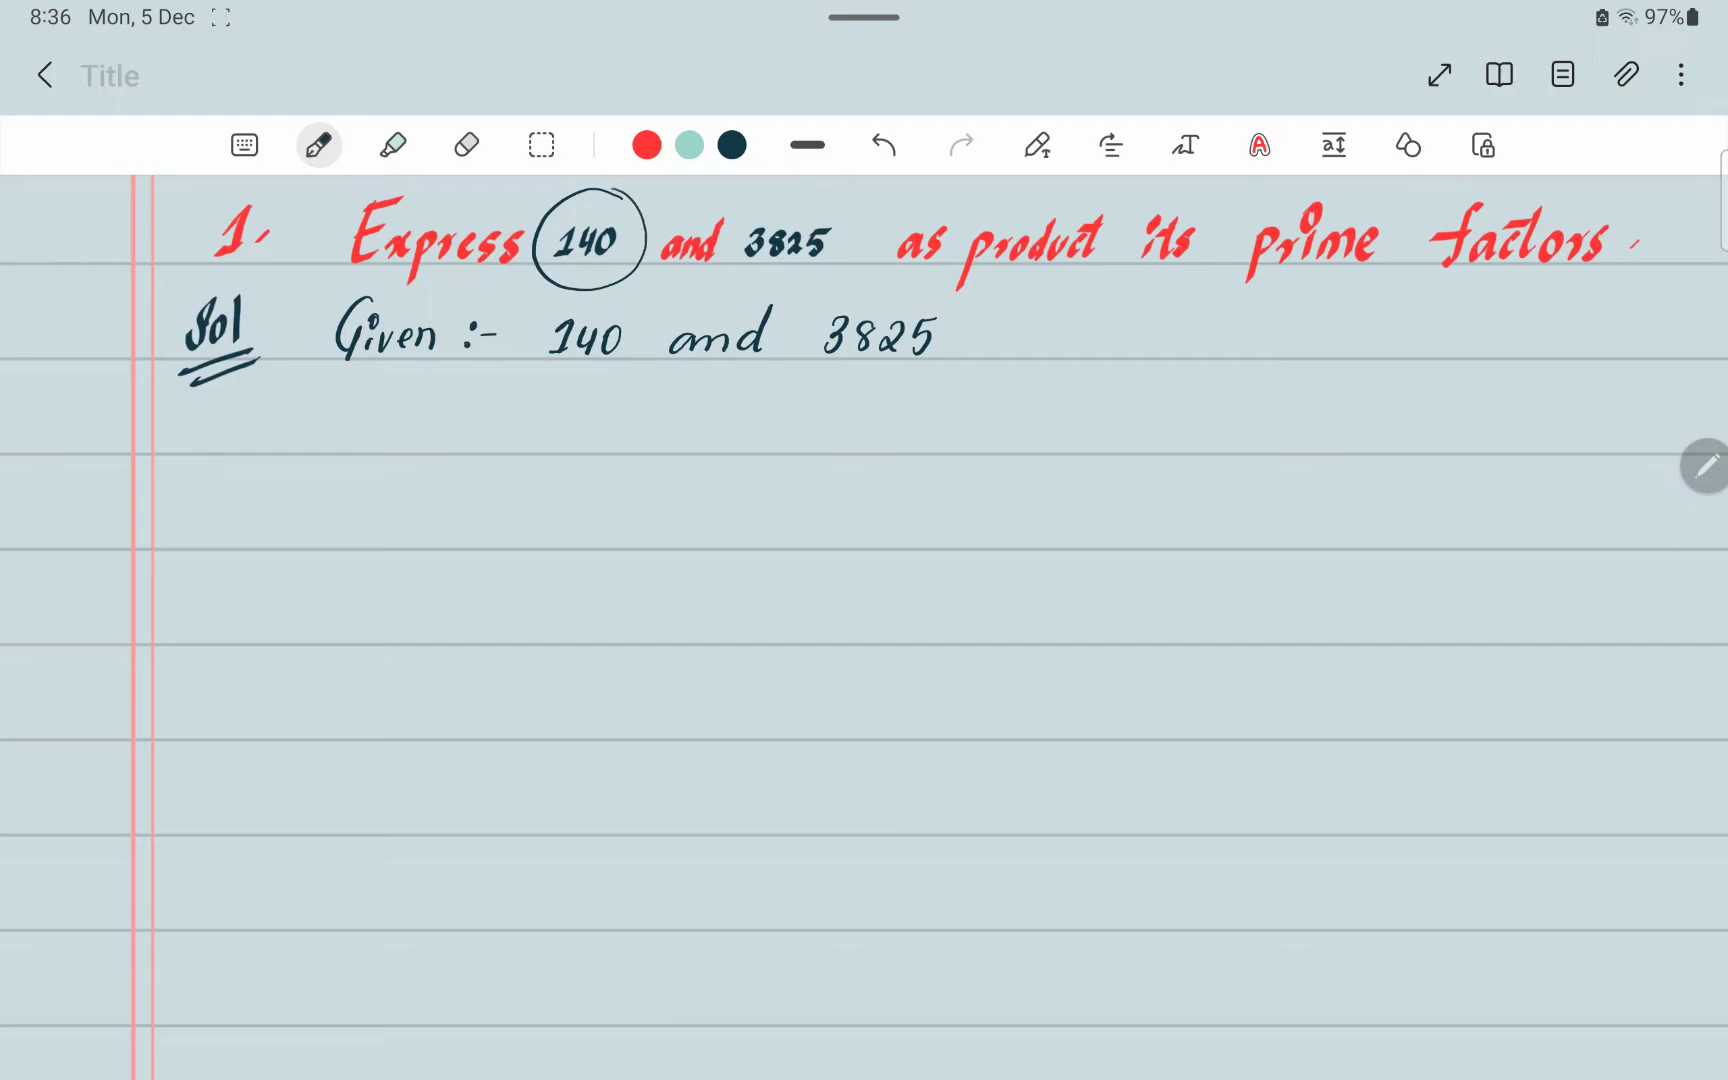 8:36 Mon, 5 Dec 97%
Title
1. Express 140 and 3825 as product its prime factors.
Sol Given :- 140 and 3825